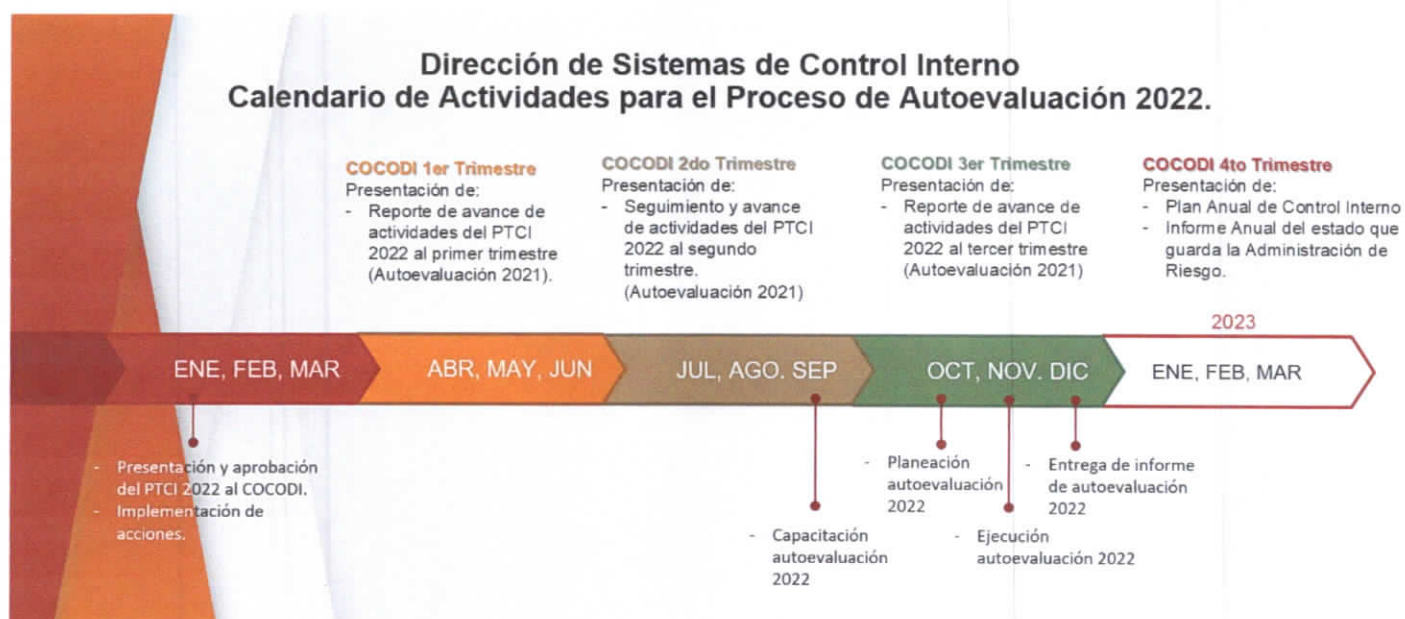 Dirección de Sistemas de Control Interno
Calendario de Actividades para el Proceso de Autoevaluación 2022.
COCODI 1er Trimestre
Presentación de:
- Reporte de avance de
actividades del PTCI
2022 al primer trimestre
(Autoevaluación 2021).
COCODI 2do Trimestre
Presentación de:
- Seguimiento y avance
de actividades del PTCI
2022 al segundo
trimestre.
(Autoevaluación 2021)
COCODI 3er Trimestre
Presentación de:
- Reporte de avance de
actividades del PTCI
2022 al tercer trimestre
(Autoevaluación 2021)
COCODI 4to Trimestre
Presentación de:
- Plan Anual de Control Interno
- Informe Anual del estado que
guarda la Administración de
Riesgo.
2023
ENE, FEB, MAR
ABR, MAY, JUN
JUL, AGO. SEP
OCT, NOV. DIC
ENE, FEB, MAR
- Presentación y aprobación
del PTCI 2022 al COCODI.
- Implementación de
acciones.
- Capacitación
autoevaluación
2022
- Planeación
autoevaluación
2022
- Ejecución
autoevaluación 2022
- Entrega de informe
de autoevaluación
2022